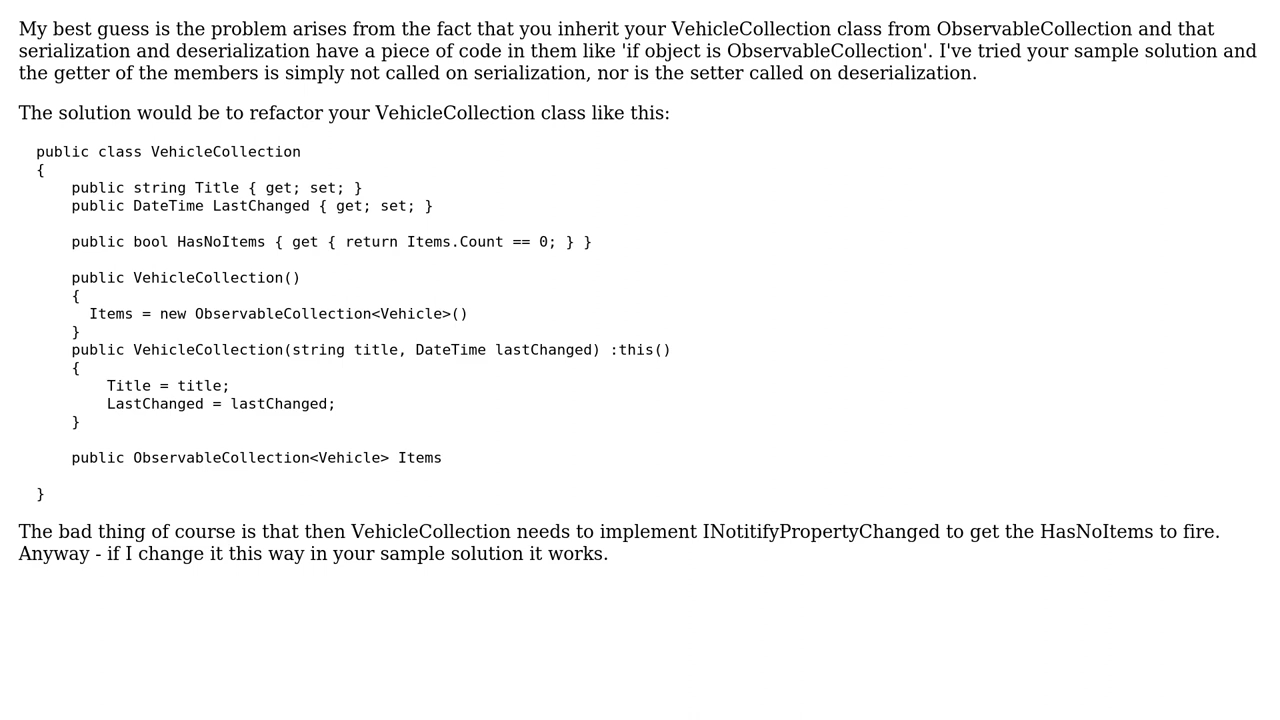 My best guess is the problem arises from the fact that you inherit your VehicleCollection class from ObservableCollection and that
serialization and deserialization have a piece of code in them like 'if object is ObservableCollection'. I've tried your sample solution and
the getter of the members is simply not called on serialization, nor is the setter called on deserialization.
The solution would be to refactor your VehicleCollection class like this:
public class VehicleCollection
{
    public string Title { get; set; }
    public DateTime LastChanged { get; set; }
    public bool HasNoItems { get { return Items.Count == 0; } }
    public VehicleCollection()
    {
      Items = new ObservableCollection<Vehicle>()
    }
    public VehicleCollection(string title, DateTime lastChanged) :this()
    {
        Title = title;
        LastChanged = lastChanged;
    }
    public ObservableCollection<Vehicle> Items
}
The bad thing of course is that then VehicleCollection needs to implement INotitifyPropertyChanged to get the HasNoItems to fire.
Anyway - if I change it this way in your sample solution it works.